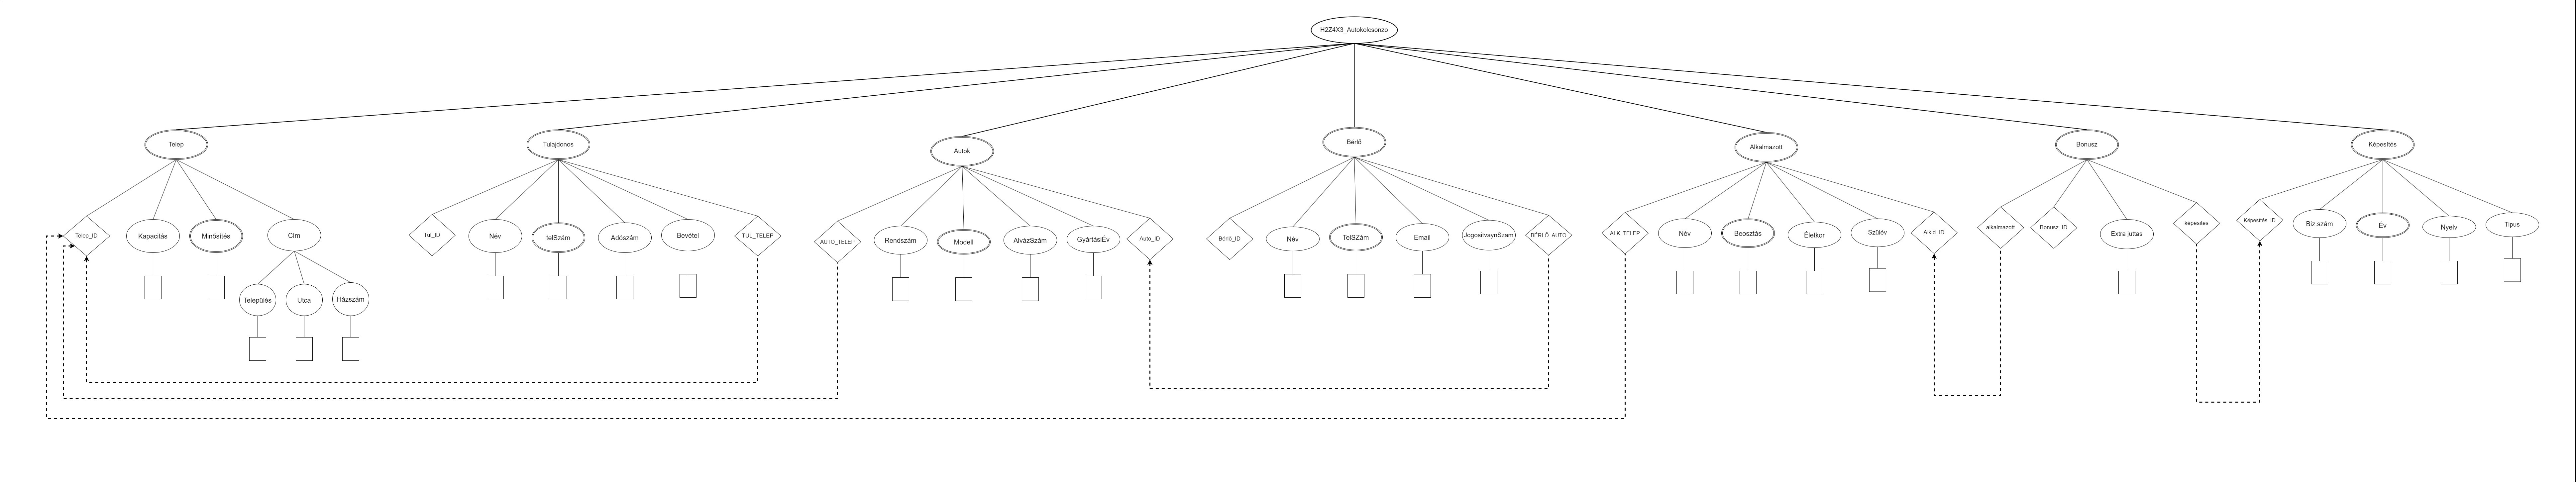 H2Z4X3_Autokolcsonzo
Telep
Tulajdonos
Autok
Bérlő
Alkalmazott
Bonusz
Képesítés
Telep_ID
Kapacitás
Minősítés
Cím
Tul_ID
Név
telSzám
Adószám
Bevétel
TUL_TELEP
AUTO_TELEP
Rendszám
Modell
AlvázSzám
GyártásiÉv
Auto_ID
Bérlő_ID
Név
TelSZám
Email
JogositvaynSzam
BÉRLŐ_AUTO
ALK_TELEP
Név
Beosztás
Életkor
Szülév
Alkid_ID
alkalmazott
Bonusz_ID
Extra juttas
képesites
Képesítés_ID
Biz.szám
Év
Nyelv
Tipus
Település
Utca
Házszám